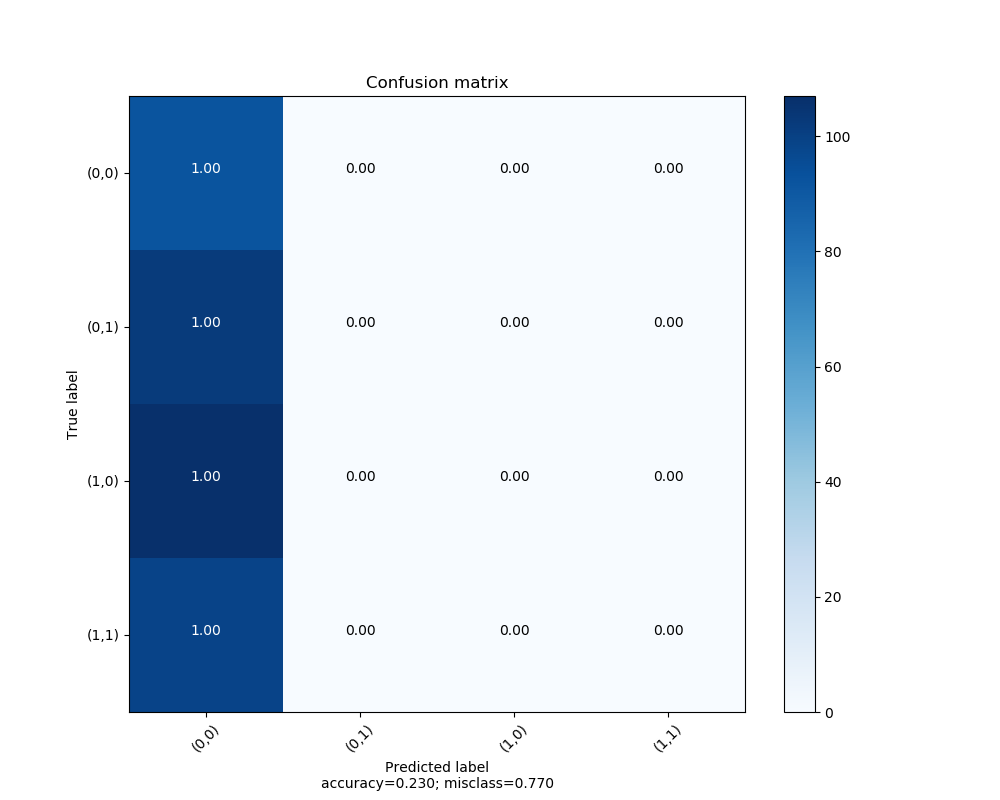 Confusion matrix
(0,0) 1.00 0.00 0.00 0.00
(0,1) 1.00 0.00 0.00 0.00
(1,0) 1.00 0.00 0.00 0.00
(1,1) 1.00 0.00 0.00 0.00
True label
(0,0) (0,1) (1,0) (1,1)
Predicted label
accuracy=0.230; misclass=0.770
100
80
60
40
20
0